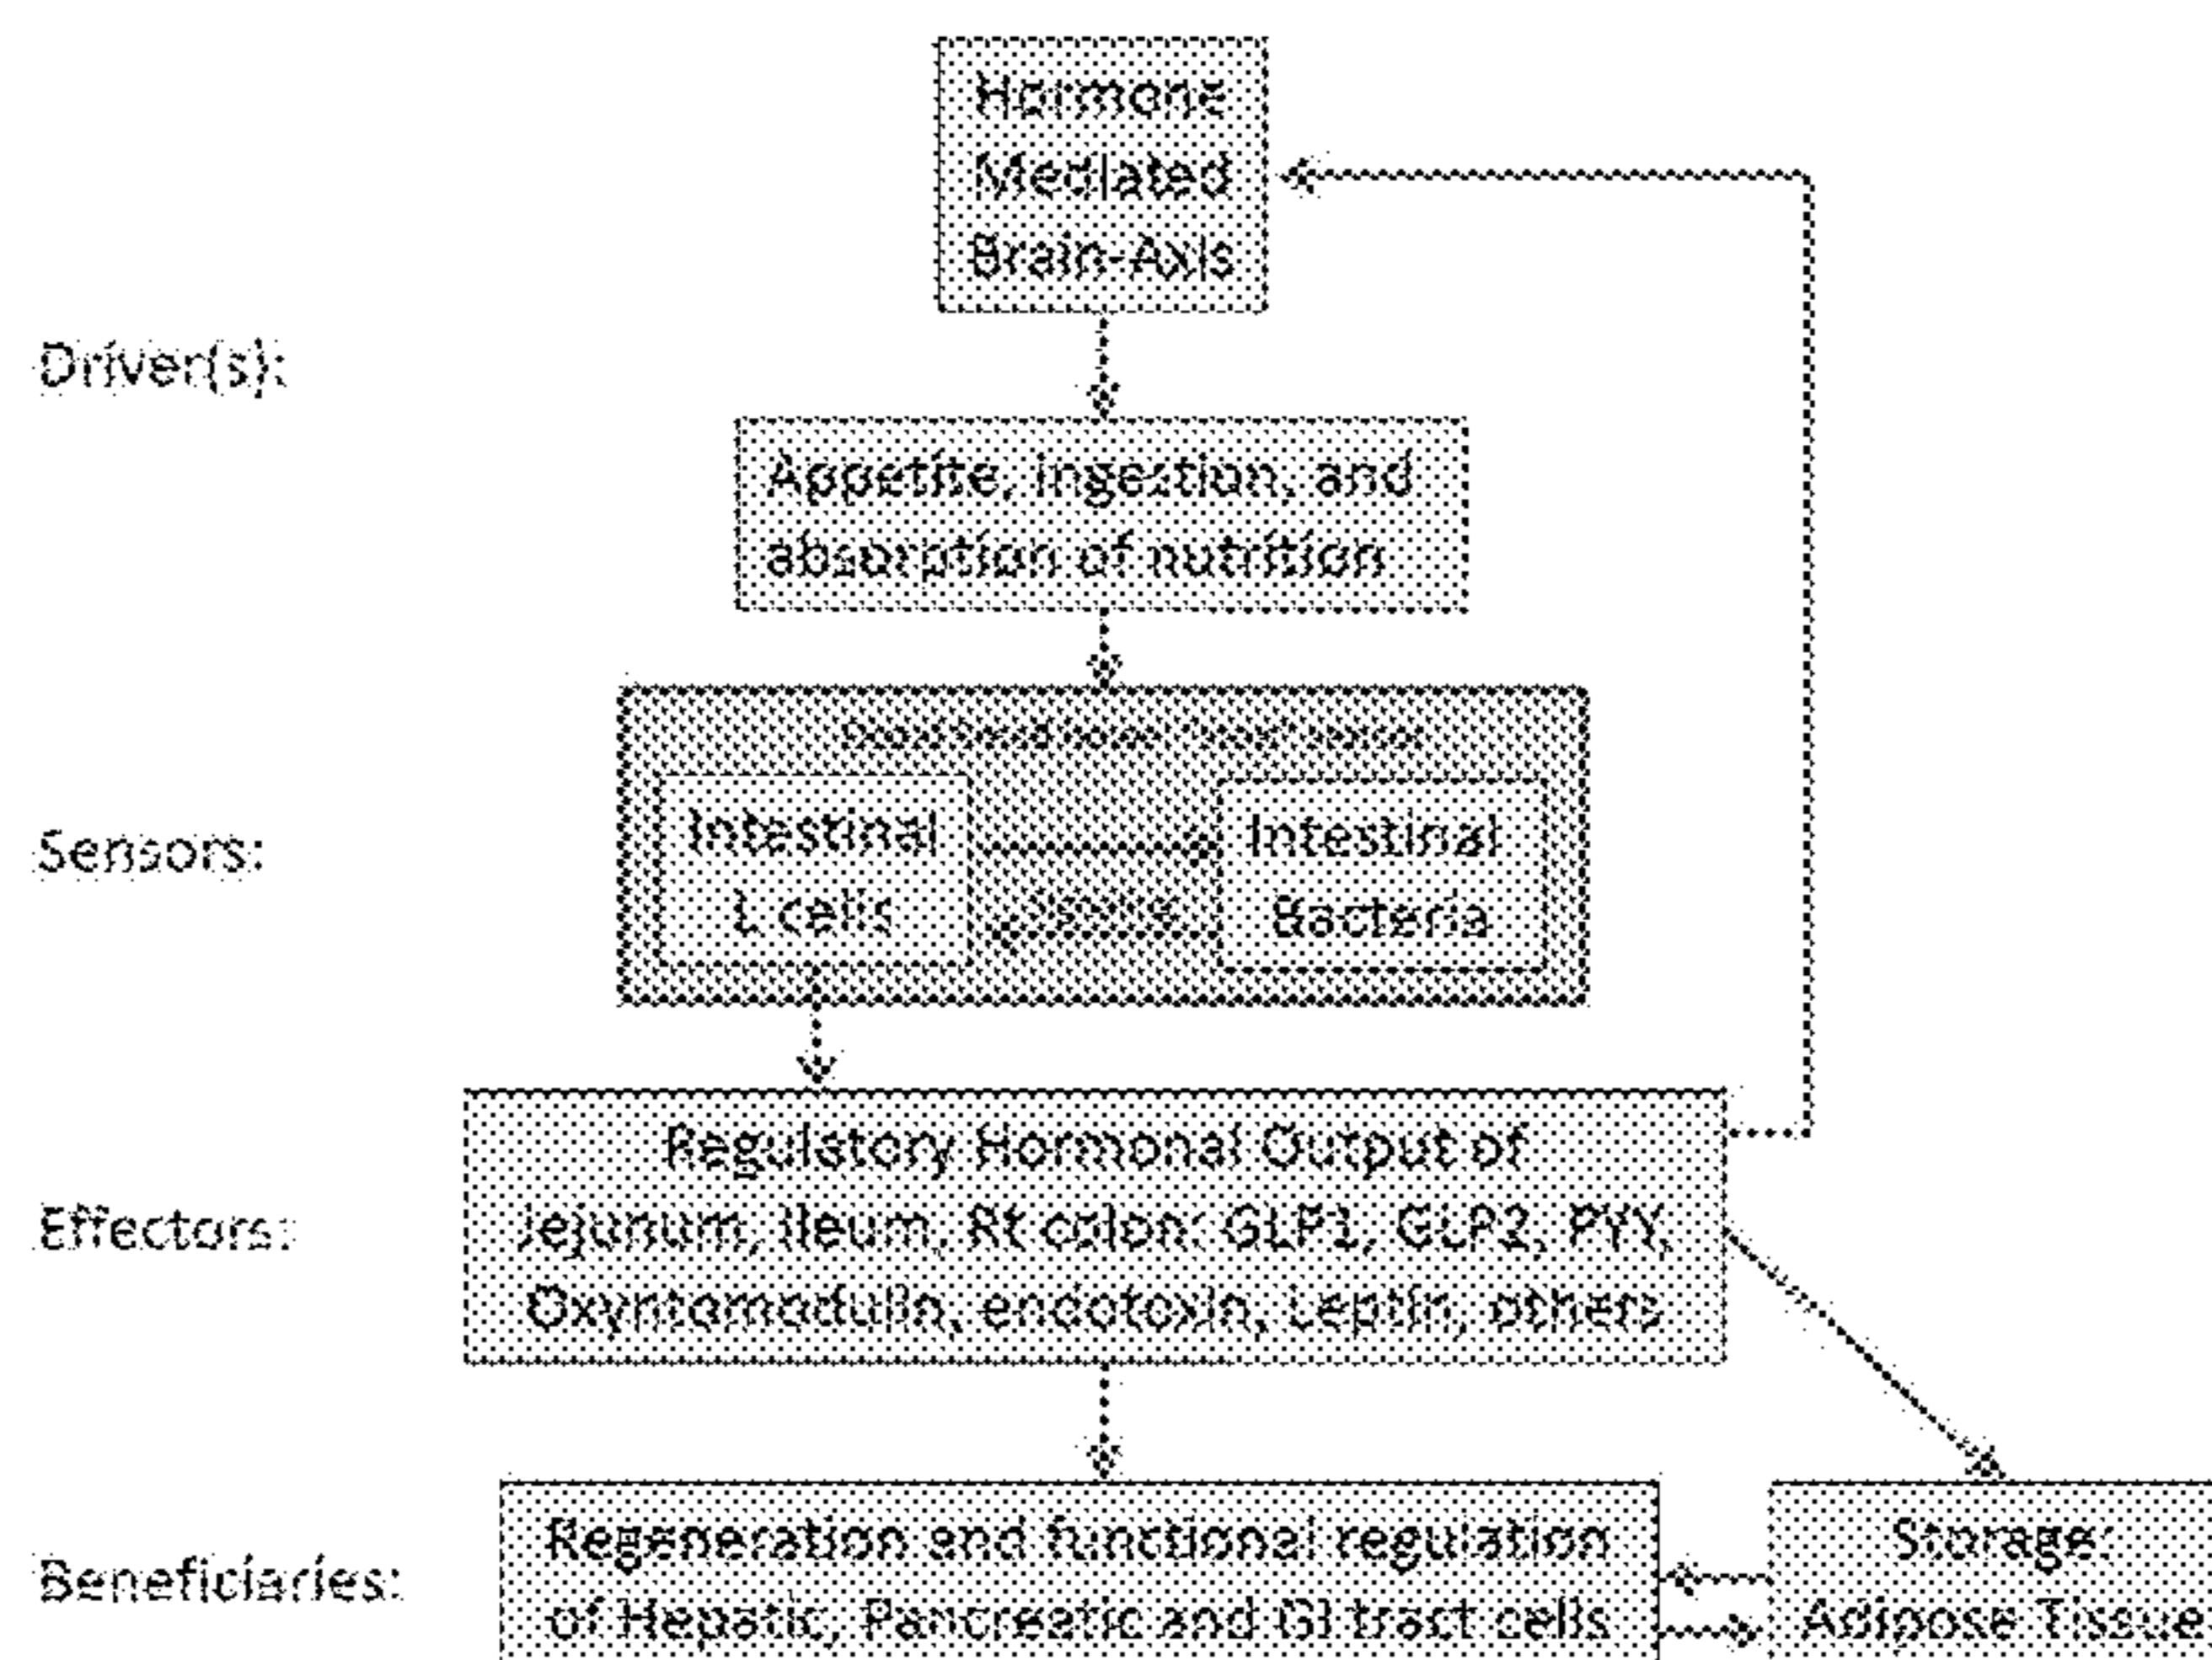 Hormone
Mediated
Brain-Axis
Driver(s):
Appetite, ingestion, and
absorption of nutrition
Sensors:
Intestinal
L cells
Intestinal
Bacteria
Effectors:
Regulatory Hormonal Output of
Jejunum, Ileum, Rt colon: GLP1, GLP2, PYY,
Oxyntomodulin, endotoxin, Leptin, others
Beneficiaries:
Regeneration and functional regulation
of Hepatic, Pancreatic and GI tract cells
Storage:
Adipose Tissue